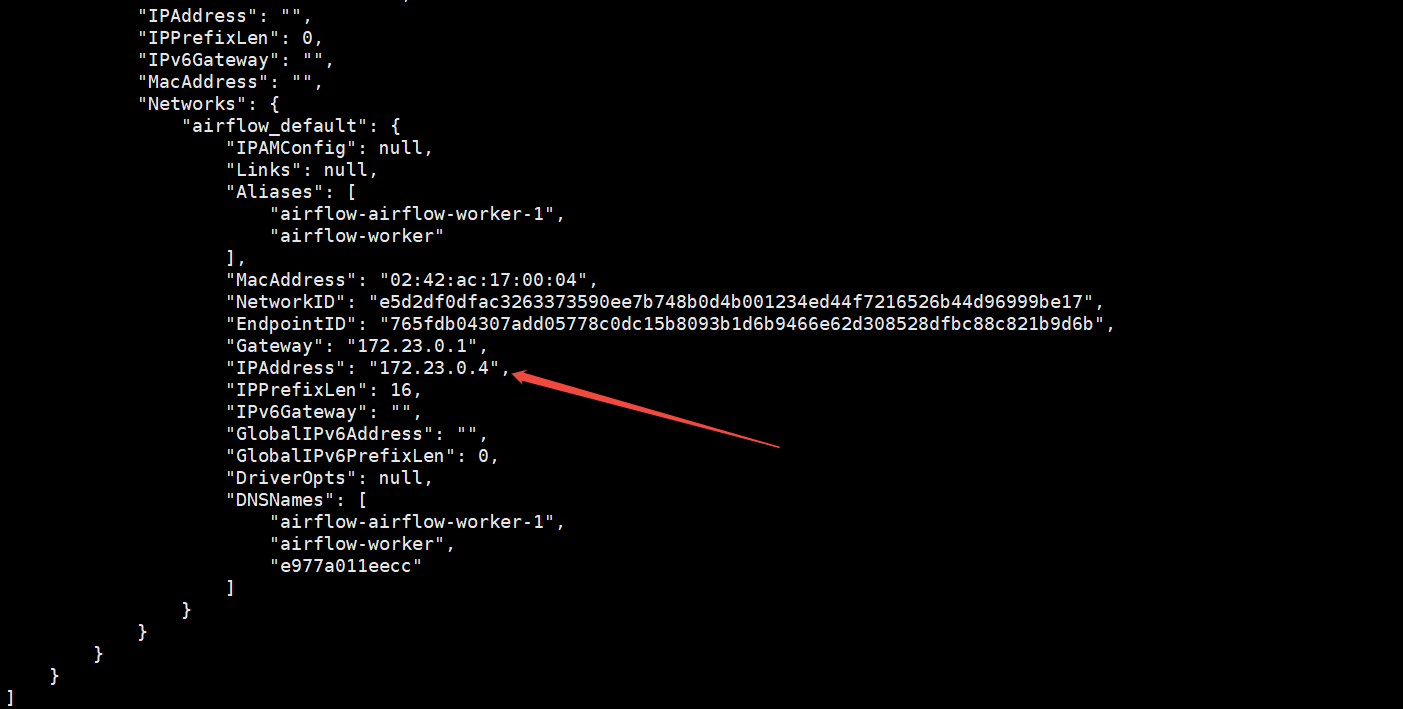 "IPAddress": "",
"IPPrefixLen": 0,
"IPv6Gateway": "",
"MacAddress": "",
"Networks": {
"airflow_default": {
"IPAMConfig": null,
"Links": null,
"Aliases": [
"airflow-airflow-worker-1",
"airflow-worker"
],
"MacAddress": "02:42:ac:17:00:04",
"NetworkID": "e5d2df0dfac3263373590ee7b748b0d4b001234ed44f7216526b44d96999be17",
"EndpointID": "765fdb04307add05778c0dc15b8093b1d6b9466e62d308528dfbc88c821b9d6b",
"Gateway": "172.23.0.1",
"IPAddress": "172.23.0.4",
"IPPrefixLen": 16,
"IPv6Gateway": "",
"GlobalIPv6Address": "",
"GlobalIPv6PrefixLen": 0,
"DriverOpts": null,
"DNSNames": [
"airflow-airflow-worker-1",
"airflow-worker",
"e977a011eecc"
]
}
}
}
}
]